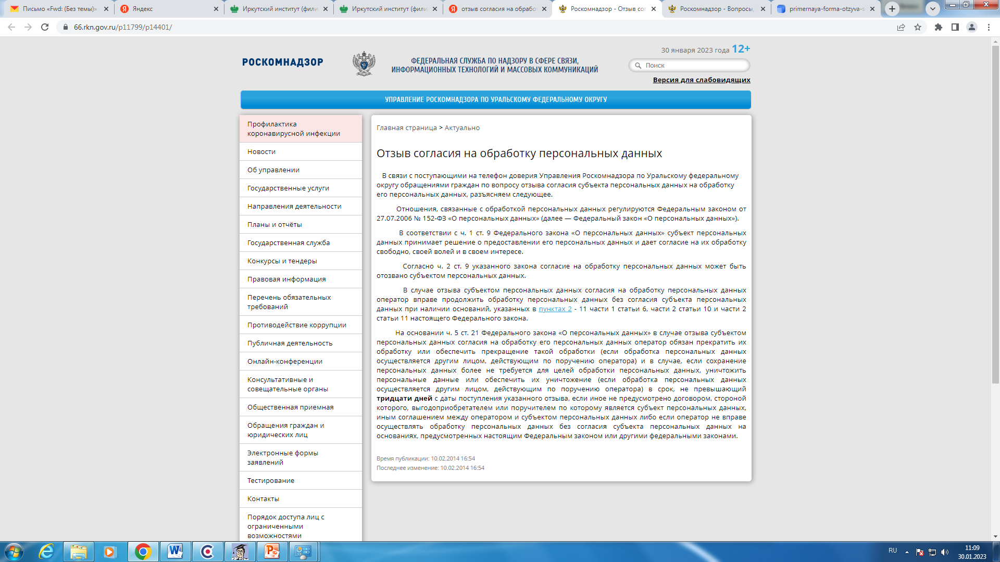 Письмо «Fwd: (Без темы)»
Яндекс
Иркутский институт (фили
Иркутский институт (фили
отзыв согласия на обработ
Роскомнадзор - Отзыв сог
Роскомнадзор - Вопросы,
primernaya-forma-otzyva-s
66.rkn.gov.ru/p11799/p14401/
30 января 2023 года 12+
РОСКОМНАДЗОР
ФЕДЕРАЛЬНАЯ СЛУЖБА ПО НАДЗОРУ В СФЕРЕ СВЯЗИ,
ИНФОРМАЦИОННЫХ ТЕХНОЛОГИЙ И МАССОВЫХ КОММУНИКАЦИЙ
Поиск
Версия для слабовидящих
УПРАВЛЕНИЕ РОСКОМНАДЗОРА ПО УРАЛЬСКОМУ ФЕДЕРАЛЬНОМУ ОКРУГУ
Профилактика
коронавирусной инфекции
Новости
Об управлении
Государственные услуги
Направления деятельности
Планы и отчёты
Государственная служба
Конкурсы и тендеры
Правовая информация
Перечень обязательных
требований
Противодействие коррупции
Публичная деятельность
Онлайн-конференции
Консультативные и
совещательные органы
Общественная приемная
Обращения граждан и
юридических лиц
Электронные формы
заявлений
Тестирование
Контакты
Порядок доступа лиц с
ограниченными
возможностями
Главная страница > Актуально
Отзыв согласия на обработку персональных данных
В связи с поступающими на телефон доверия Управления Роскомнадзора по Уральскому федеральному
округу обращениями граждан по вопросу отзыва согласия субъекта персональных данных на обработку
его персональных данных, разъясняем следующее.
Отношения, связанные с обработкой персональных данных регулируются Федеральным законом от
27.07.2006 № 152-ФЗ «О персональных данных» (далее — Федеральный закон «О персональных данных»).
В соответствии с ч. 1 ст. 9 Федерального закона «О персональных данных» субъект персональных
данных принимает решение о предоставлении его персональных данных и дает согласие на их обработку
свободно, своей волей и в своем интересе.
Согласно ч. 2 ст. 9 указанного закона согласие на обработку персональных данных может быть
отозвано субъектом персональных данных.
В случае отзыва субъектом персональных данных согласия на обработку персональных данных
оператор вправе продолжить обработку персональных данных без согласия субъекта персональных
данных при наличии оснований, указанных в пунктах 2 - 11 части 1 статьи 6, части 2 статьи 10 и части 2
статьи 11 настоящего Федерального закона.
На основании ч. 5 ст. 21 Федерального закона «О персональных данных» в случае отзыва субъектом
персональных данных согласия на обработку его персональных данных оператор обязан прекратить их
обработку или обеспечить прекращение такой обработки (если обработка персональных данных
осуществляется другим лицом, действующим по поручению оператора) и в случае, если сохранение
персональных данных более не требуется для целей обработки персональных данных, уничтожить
персональные данные или обеспечить их уничтожение (если обработка персональных данных
осуществляется другим лицом, действующим по поручению оператора) в срок, не превышающий
тридцати дней с даты поступления указанного отзыва, если иное не предусмотрено договором, стороной
которого, выгодоприобретателем или поручителем по которому является субъект персональных данных,
иным соглашением между оператором и субъектом персональных данных либо если оператор не вправе
осуществлять обработку персональных данных без согласия субъекта персональных данных на
основаниях, предусмотренных настоящим Федеральным законом или другими федеральными законами.
Время публикации: 10.02.2014 16:54
Последнее изменение: 10.02.2014 16:54
RU
11:09
30.01.2023